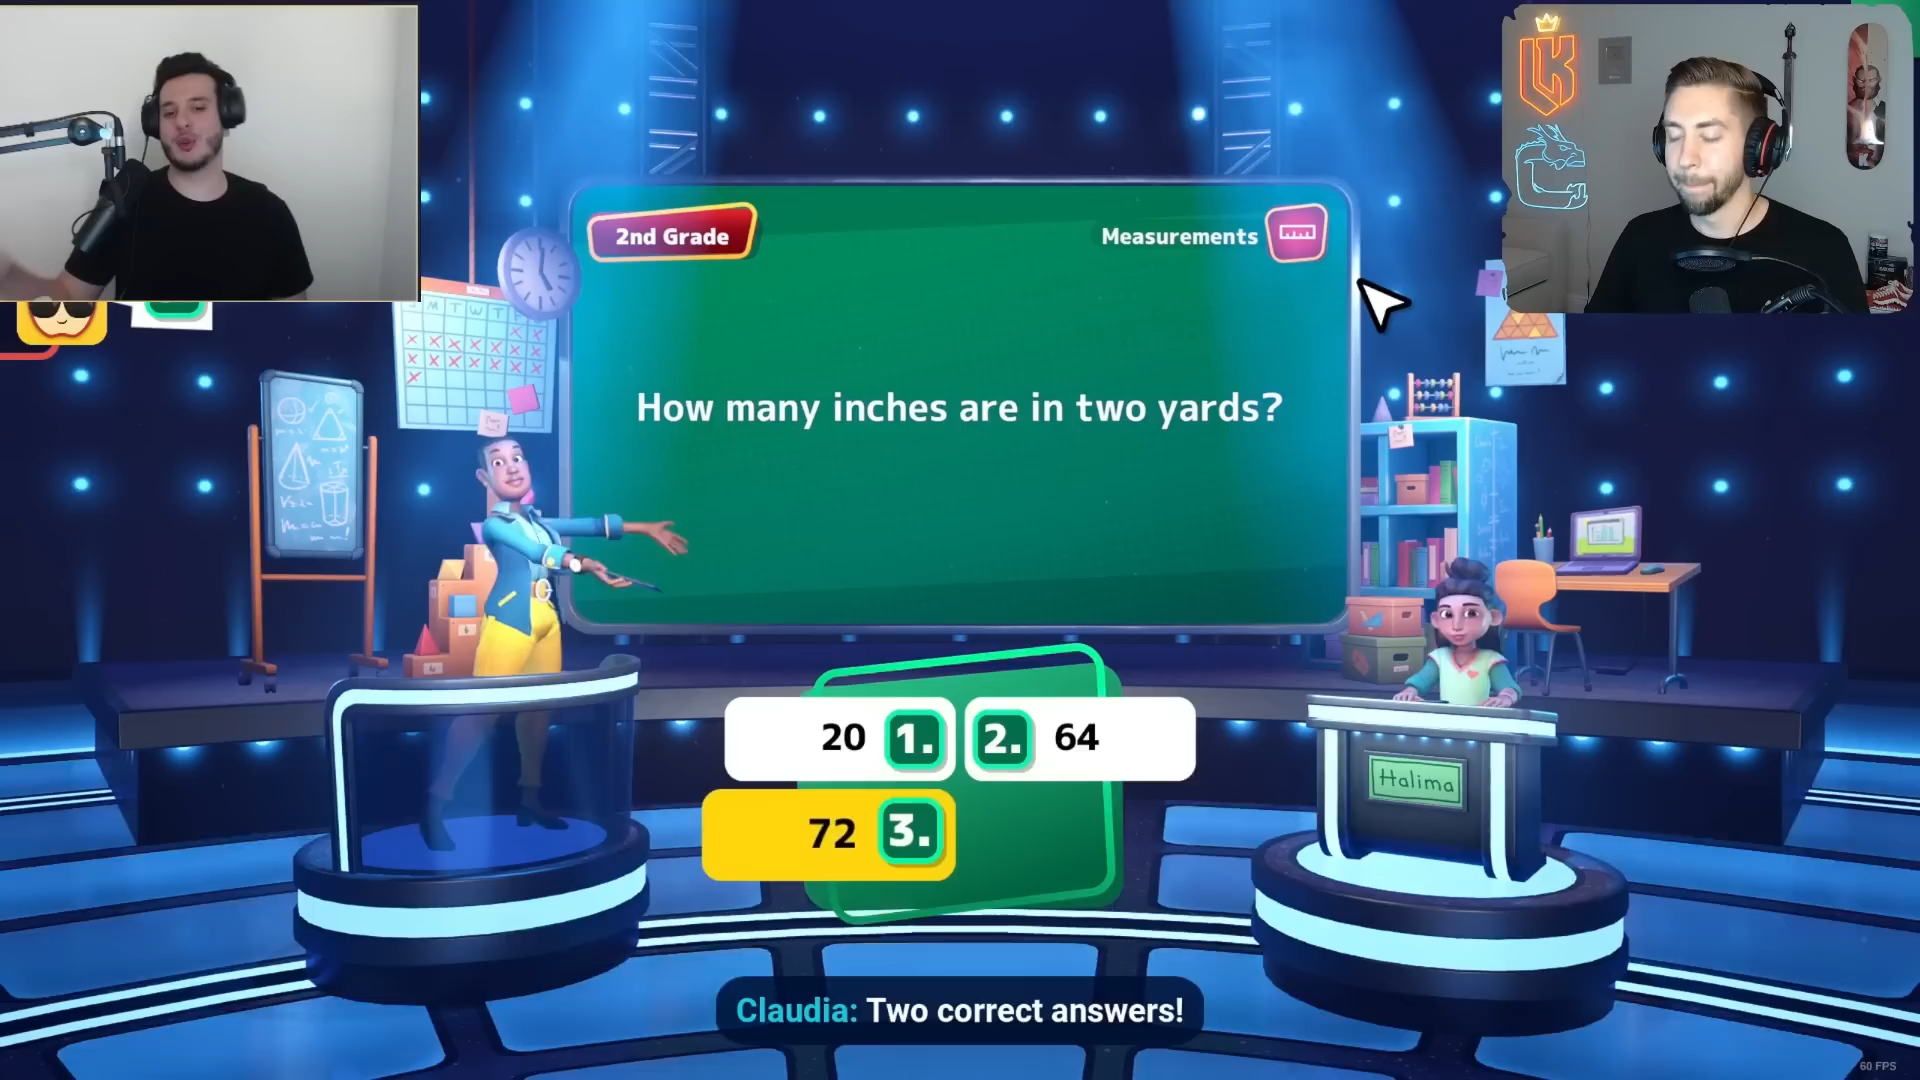 2nd Grade
Measurements
How many inches are in two yards?
20 1.
2. 64
72 3.
Halima
Claudia: Two correct answers!
60 FPS